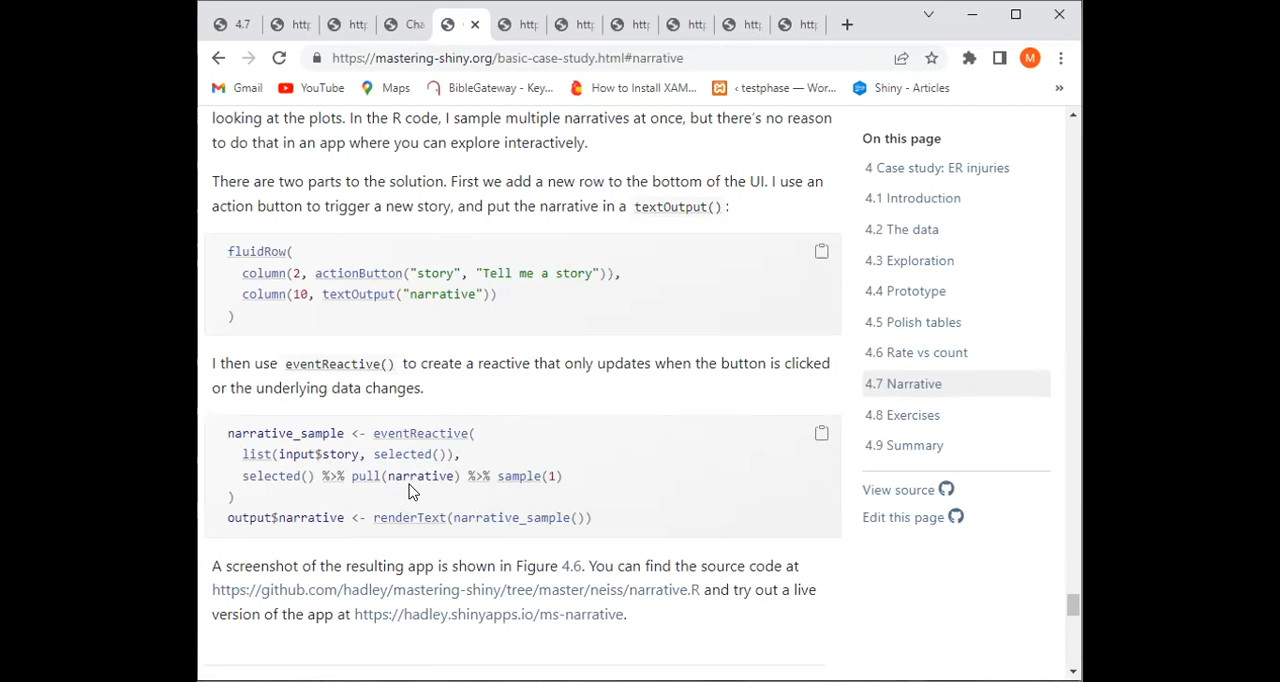 4.7 http http Cha http http http http http http
https://mastering-shiny.org/basic-case-study.html#narrative M
Gmail YouTube Maps BibleGateway - Key... How to Install XAM... ‹ testphase — Wor... Shiny - Articles »
looking at the plots. In the R code, I sample multiple narratives at once, but there's no reason
to do that in an app where you can explore interactively.
There are two parts to the solution. First we add a new row to the bottom of the UI. I use an
action button to trigger a new story, and put the narrative in a textOutput() :
fluidRow(
column(2, actionButton("story", "Tell me a story")),
column(10, textOutput("narrative"))
)
I then use eventReactive() to create a reactive that only updates when the button is clicked
or the underlying data changes.
narrative_sample <- eventReactive(
list(input$story, selected()),
selected() %>% pull(narrative) %>% sample(1)
)
output$narrative <- renderText(narrative_sample())
A screenshot of the resulting app is shown in Figure 4.6. You can find the source code at
https://github.com/hadley/mastering-shiny/tree/master/neiss/narrative.R and try out a live
version of the app at https://hadley.shinyapps.io/ms-narrative.
On this page
4 Case study: ER injuries
4.1 Introduction
4.2 The data
4.3 Exploration
4.4 Prototype
4.5 Polish tables
4.6 Rate vs count
4.7 Narrative
4.8 Exercises
4.9 Summary
View source
Edit this page